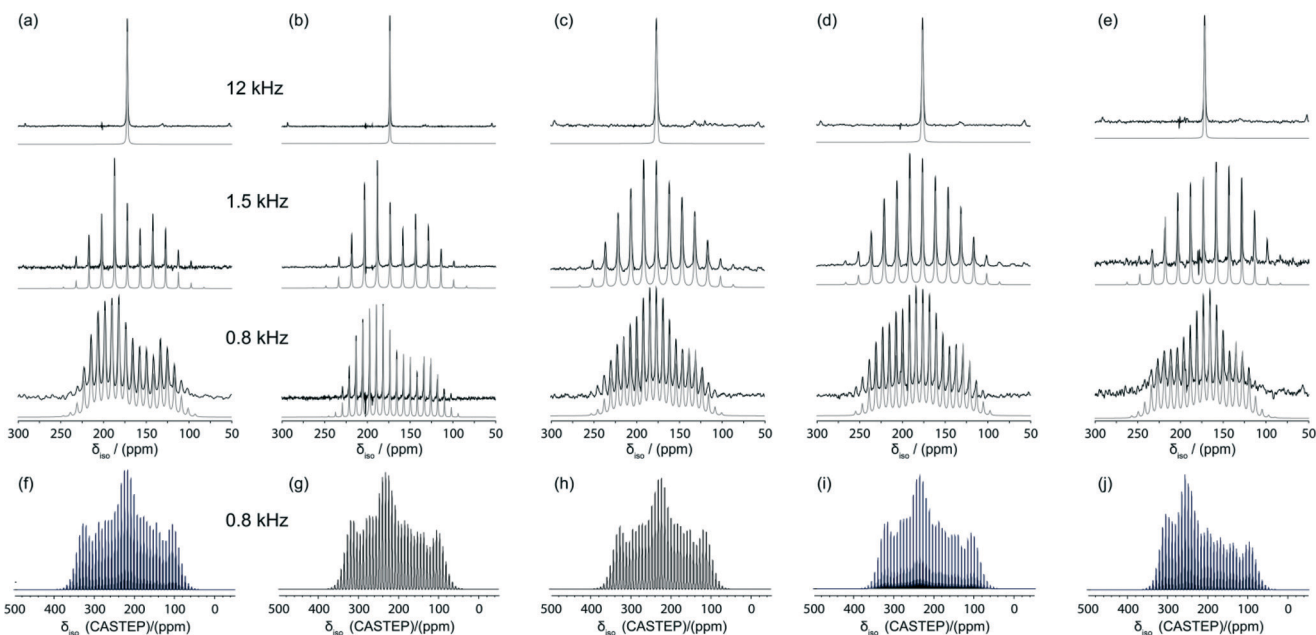 (a) (b) (c) (d) (e)
12 kHz
1.5 kHz
0.8 kHz
300 250 200 150 100 50 300 250 200 150 100 50 300 250 200 150 100 50 300 250 200 150 100 50 300 250 200 150 100 50
δiso / (ppm) δiso / (ppm) δiso / (ppm) δiso / (ppm) δiso / (ppm)
(f) (g) (h) (i) (j)
0.8 kHz
500 400 300 200 100 0 500 400 300 200 100 0 500 400 300 200 100 0 500 400 300 200 100 0 500 400 300 200 100 0
δiso (CASTEP)/(ppm) δiso (CASTEP)/(ppm) δiso (CASTEP)/(ppm) δiso (CASTEP)/(ppm) δiso (CASTEP)/(ppm)